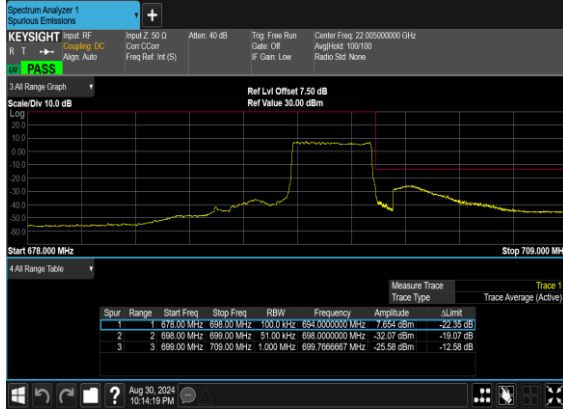 Spectrum Analyzer 1
Spurious Emissions
KEYSIGHT Input: RF Input Z: 50 Ω Atten: 40 dB Trig: Free Run Center Freq: 22.005000000 GHz
R T Coupling: DC Corr CCorr Gate: Off Avg|Hold: 100/100
Align: Auto Freq Ref: Int (S) IF Gain: Low Radio Std: None
PASS
3 All Range Graph
Ref Lvl Offset 7.50 dB
Scale/Div 10.0 dB Ref Value 30.00 dBm
Log
20.0
10.0
0.00
-10.0
-20.0
-30.0
-40.0
-50.0
-60.0
Start 678.000 MHz Stop 709.000 MH
4 All Range Table
Measure Trace Trace 1
Trace Type Trace Average (Active)
Spur Range Start Freq Stop Freq RBW Frequency Amplitude ΔLimit
1 1 678.00 MHz 698.00 MHz 100.0 kHz 694.0000000 MHz 7.654 dBm -22.35 dB
2 2 698.00 MHz 699.00 MHz 51.00 kHz 698.0000000 MHz -32.07 dBm -19.07 dB
3 3 699.00 MHz 709.00 MHz 1.000 MHz 699.7666667 MHz -25.58 dBm -12.58 dB
?
Aug 30, 2024
10:14:19 PM